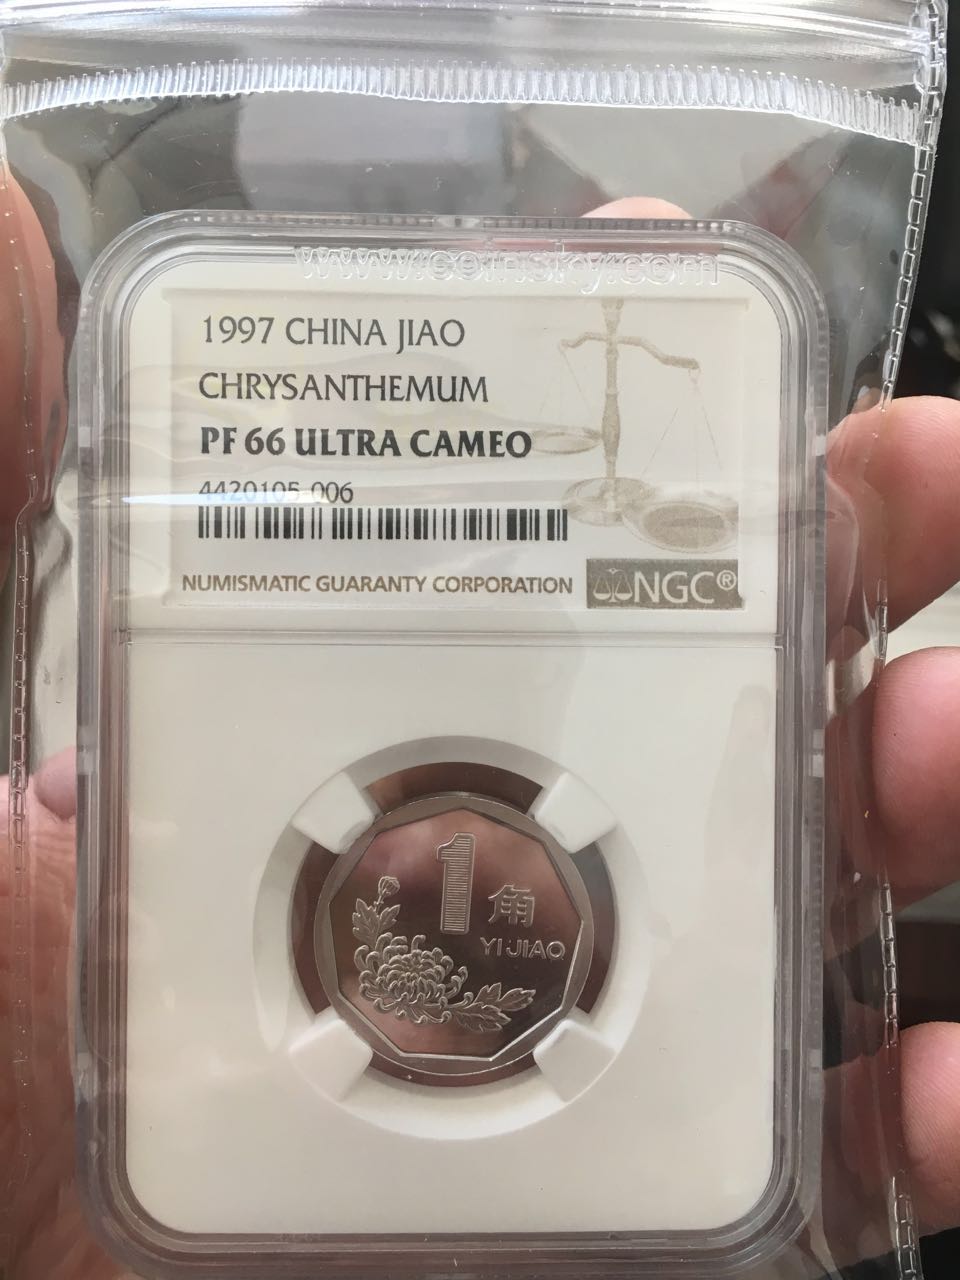 www.coinsky.com
1997 CHINA JIAO
CHRYSANTHEMUM
PF 66 ULTRA CAMEO
4420105-006
NUMISMATIC GUARANTY CORPORATION
NGC®
1角
YI JIAO